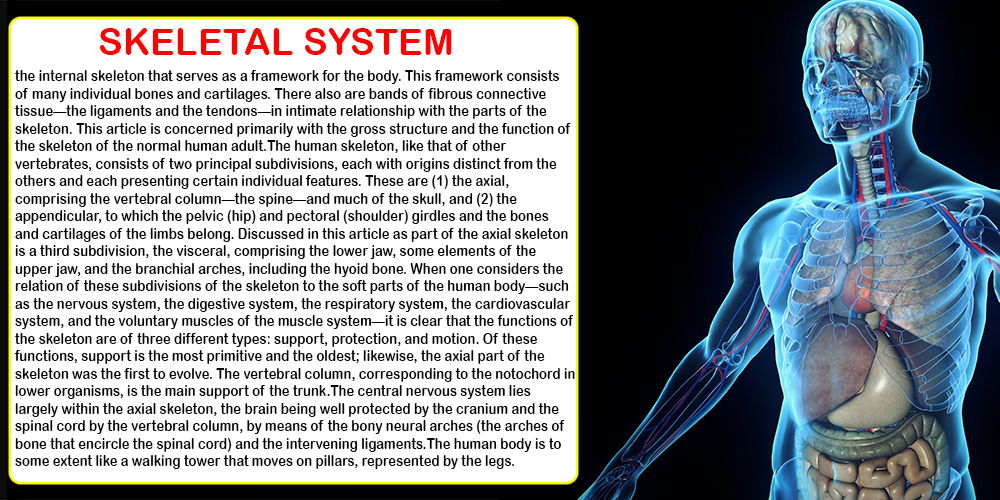 SKELETAL SYSTEM
the internal skeleton that serves as a framework for the body. This framework consists
of many individual bones and cartilages. There also are bands of fibrous connective
tissue—the ligaments and the tendons—in intimate relationship with the parts of the
skeleton. This article is concerned primarily with the gross structure and the function of
the skeleton of the normal human adult.The human skeleton, like that of other
vertebrates, consists of two principal subdivisions, each with origins distinct from the
others and each presenting certain individual features. These are (1) the axial,
comprising the vertebral column—the spine—and much of the skull, and (2) the
appendicular, to which the pelvic (hip) and pectoral (shoulder) girdles and the bones
and cartilages of the limbs belong. Discussed in this article as part of the axial skeleton
is a third subdivision, the visceral, comprising the lower jaw, some elements of the
upper jaw, and the branchial arches, including the hyoid bone. When one considers the
relation of these subdivisions of the skeleton to the soft parts of the human body—such
as the nervous system, the digestive system, the respiratory system, the cardiovascular
system, and the voluntary muscles of the muscle system—it is clear that the functions of
the skeleton are of three different types: support, protection, and motion. Of these
functions, support is the most primitive and the oldest; likewise, the axial part of the
skeleton was the first to evolve. The vertebral column, corresponding to the notochord in
lower organisms, is the main support of the trunk.The central nervous system lies
largely within the axial skeleton, the brain being well protected by the cranium and the
spinal cord by the vertebral column, by means of the bony neural arches (the arches of
bone that encircle the spinal cord) and the intervening ligaments.The human body is to
some extent like a walking tower that moves on pillars, represented by the legs.